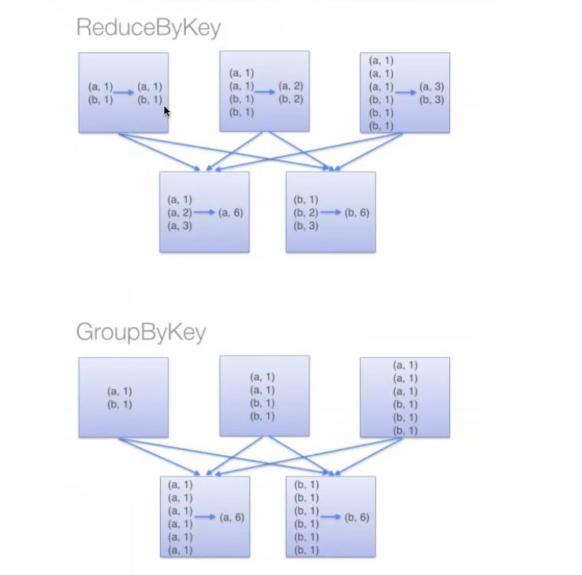 ReduceByKey
(a, 1) (a, 1)
(b, 1) (b, 1)
(a, 1)
(a, 1) (a, 2)
(b, 1) (b, 2)
(b, 1)
(a, 1)
(a, 1)
(a, 1) (a, 3)
(b, 1) (b, 3)
(b, 1)
(b, 1)
(a, 1)
(a, 2) (a, 6)
(a, 3)
(b, 1)
(b, 2) (b, 6)
(b, 3)
GroupByKey
(a, 1)
(b, 1)
(a, 1)
(a, 1)
(b, 1)
(b, 1)
(a, 1)
(a, 1)
(a, 1)
(b, 1)
(b, 1)
(b, 1)
(a, 1)
(a, 1)
(a, 1)
(a, 6)
(a, 1)
(a, 1)
(a, 1)
(b, 1)
(b, 1)
(b, 1)
(b, 6)
(b, 1)
(b, 1)
(b, 1)